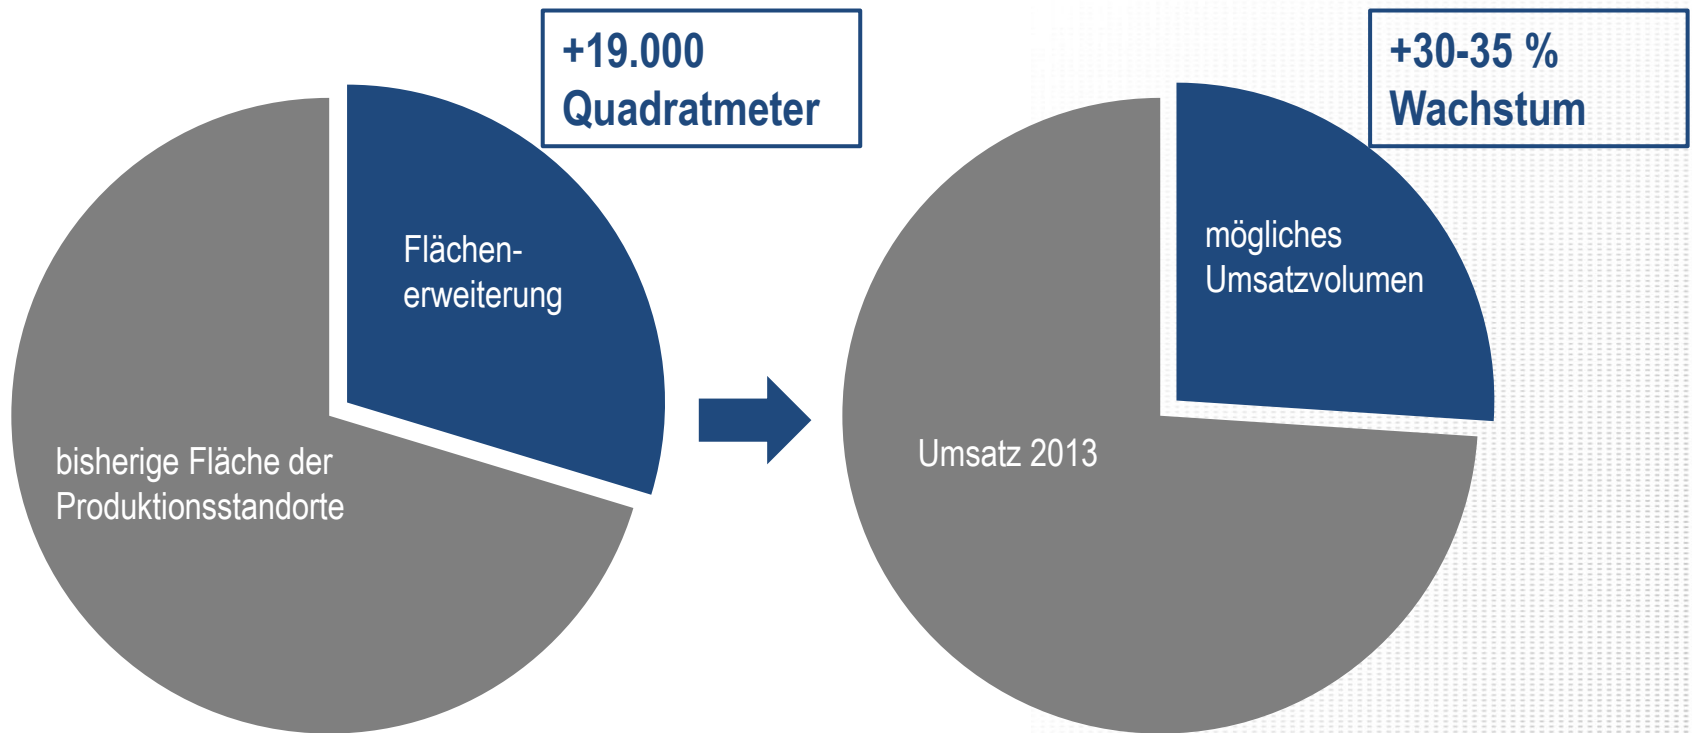 +19.000
Quadratmeter
Flächen-
erweiterung
bisherige Fläche der
Produktionsstandorte
+30-35 %
Wachstum
mögliches
Umsatzvolumen
Umsatz 2013